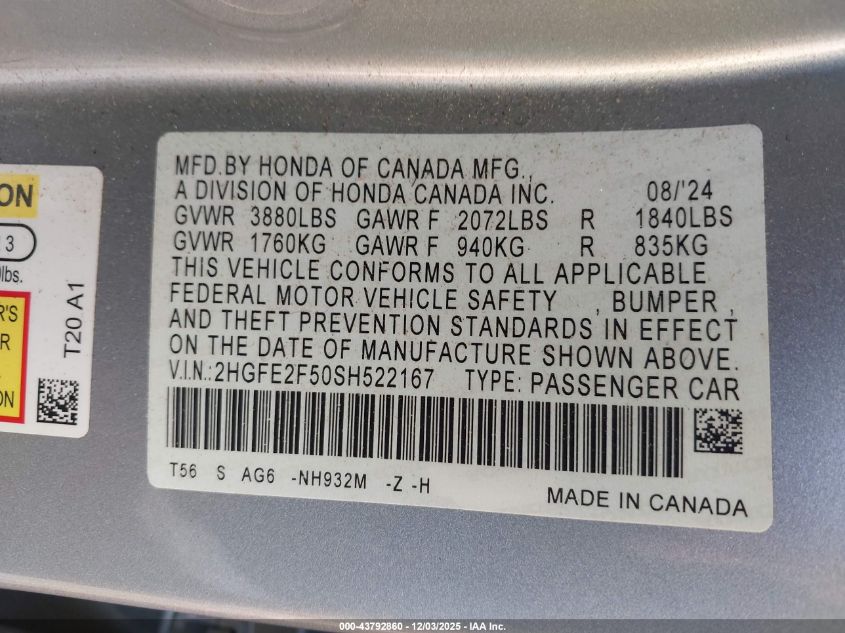 MFD.BY HONDA OF CANADA MFG.,
A DIVISION OF HONDA CANADA INC. 08/'24
GVWR 3880LBS GAWR F 2072LBS R 1840LBS
GVWR 1760KG GAWR F 940KG R 835KG
THIS VEHICLE CONFORMS TO ALL APPLICABLE
FEDERAL MOTOR VEHICLE SAFETY , BUMPER ,
AND THEFT PREVENTION STANDARDS IN EFFECT
ON THE DATE OF MANUFACTURE SHOWN ABOVE.
V.I.N.:2HGFE2F50SH522167 TYPE: PASSENGER CAR
T56 S AG6 -NH932M -Z -H
MADE IN CANADA
ON
3
lbs.
R'S
R
ON
T20 A1
000-43792860 - 12/03/2025 - IAA Inc.